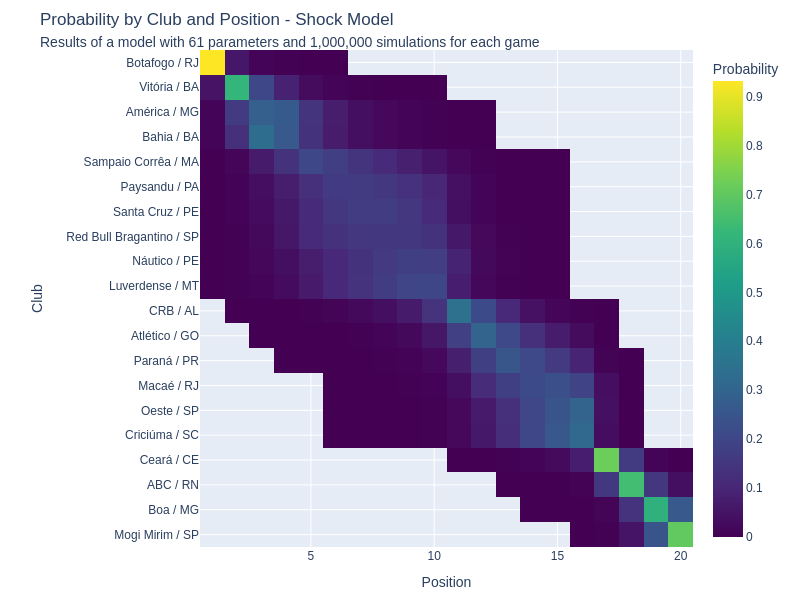 Probability by Club and Position - Shock Model
Results of a model with 61 parameters and 1,000,000 simulations for each game
Probability
Botafogo / RJ
Vitória / BA
América / MG
Bahia / BA
Sampaio Corrêa / MA
Paysandu / PA
Santa Cruz / PE
Red Bull Bragantino / SP
Náutico / PE
Luverdense / MT
CRB / AL
Atlético / GO
Paraná / PR
Macaé / RJ
Oeste / SP
Criciúma / SC
Ceará / CE
ABC / RN
Boa / MG
Mogi Mirim / SP
Club
5
10
15
20
Position
0.9
0.8
0.7
0.6
0.5
0.4
0.3
0.2
0.1
0